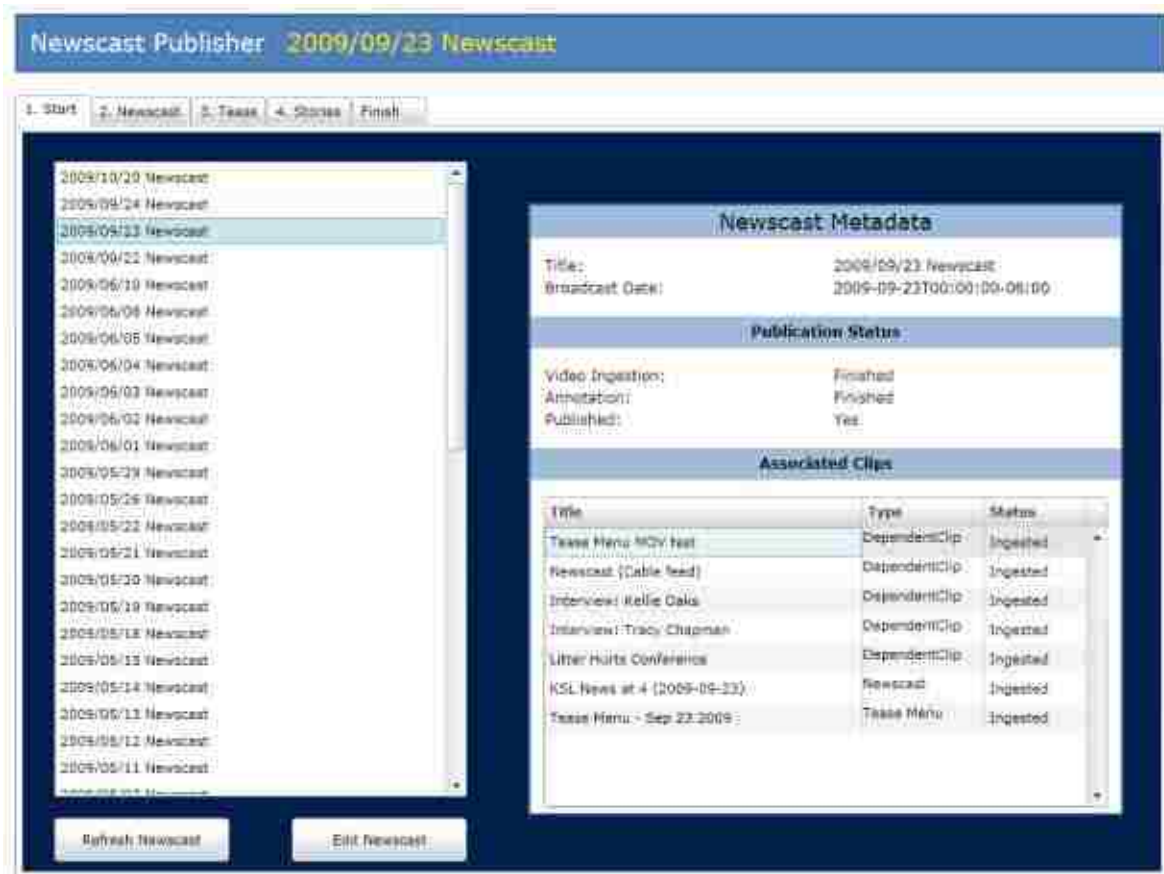 Newscast Publisher 2009/09/23 Newscast
1. Start 2. Newscast 3. Tease 4. Stories Finish
2009/10/20 Newscast
2009/09/24 Newscast
2009/09/23 Newscast
2009/09/22 Newscast
2009/06/10 Newscast
2009/06/08 Newscast
2009/06/05 Newscast
2009/06/04 Newscast
2009/06/03 Newscast
2009/06/02 Newscast
2009/06/01 Newscast
2009/05/29 Newscast
2009/05/26 Newscast
2009/05/22 Newscast
2009/05/21 Newscast
2009/05/20 Newscast
2009/05/19 Newscast
2009/05/18 Newscast
2009/05/15 Newscast
2009/05/14 Newscast
2009/05/13 Newscast
2009/05/12 Newscast
2009/05/11 Newscast
Refresh Newscast
Edit Newscast
Newscast Metadata
Title: 2009/09/23 Newscast
Broadcast Date: 2009-09-23T00:00:00-06:00
Publication Status
Video Ingestion: Finished
Annotation: Finished
Published: Yes
Associated Clips
Title Type Status
Tease Menu MOV test DependentClip Ingested
Newscast (Cable feed) DependentClip Ingested
Interview: Kellie Oaks DependentClip Ingested
Interview: Tracy Chapman DependentClip Ingested
Litter Hurts Conference DependentClip Ingested
KSL News at 4 (2009-09-23) Newscast Ingested
Tease Menu - Sep 23 2009 Tease Menu Ingested